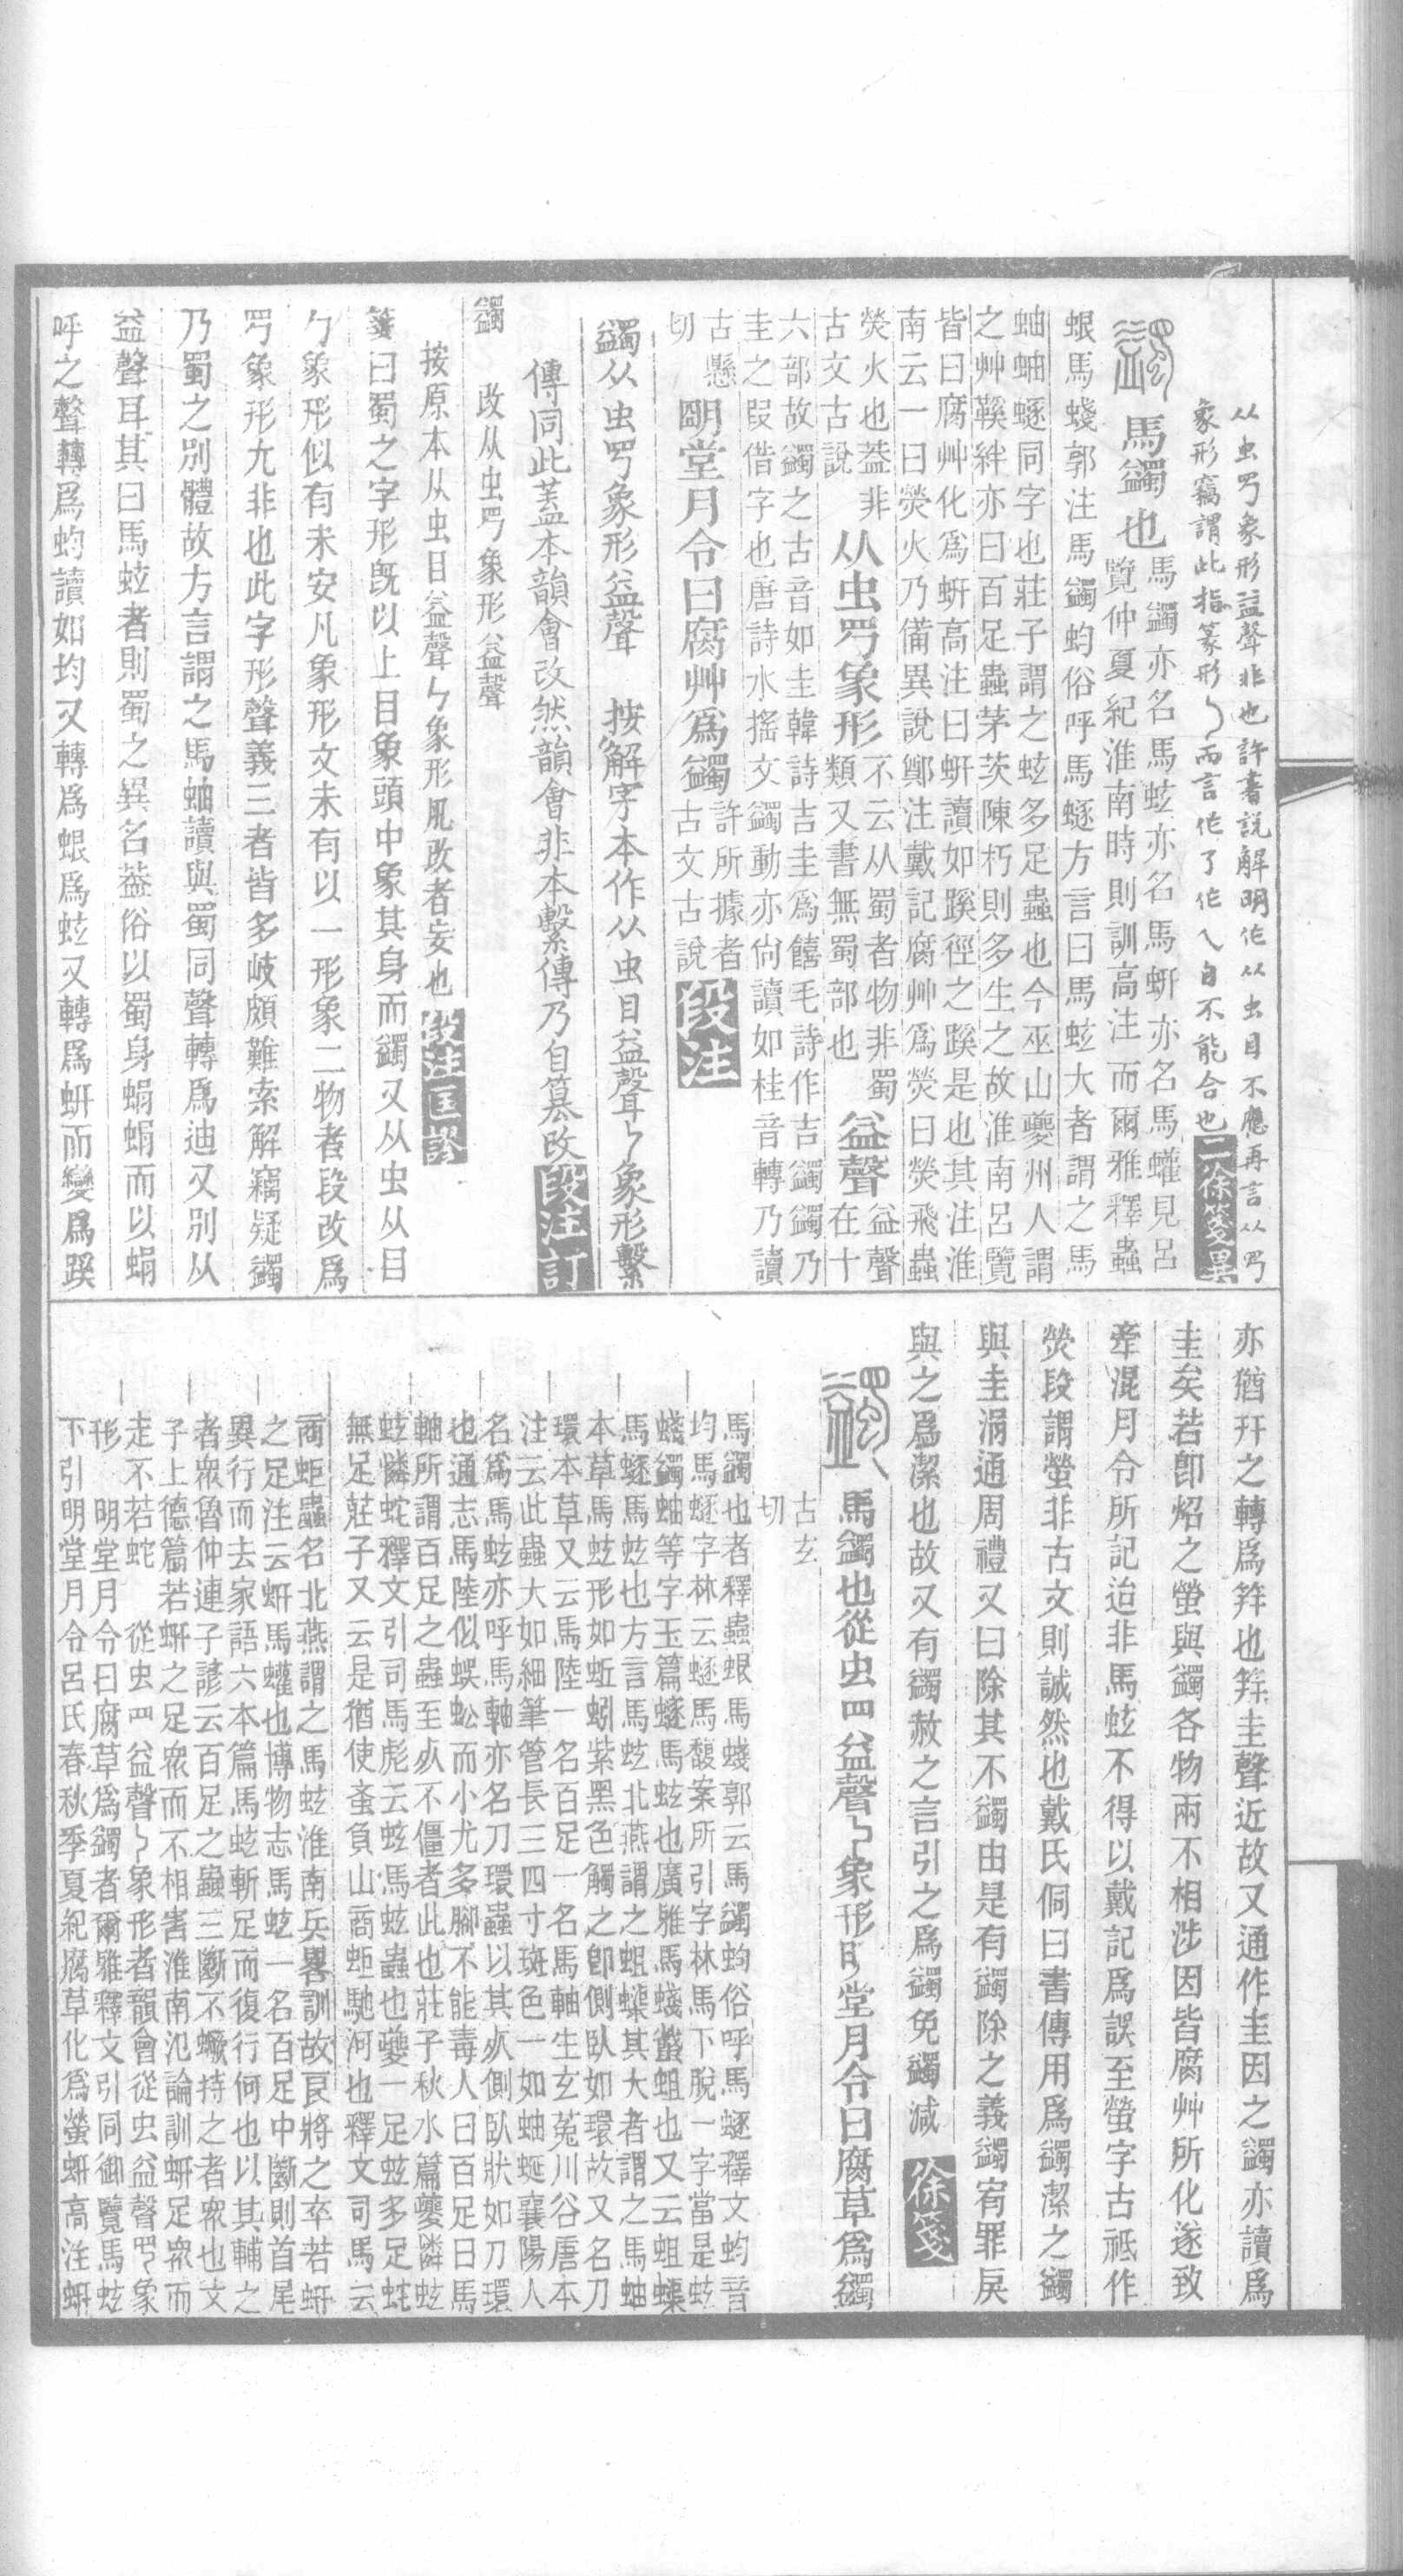 从虫罒象形益聲非也許書說解明作从虫目不應再言从罒
象形竊謂此指篆形𠃌而言作了作乀自不能合也二徐箋異
馬蠲也馬蠲亦名馬蚿亦名馬蚈亦名馬蠸見呂
覽仲夏紀淮南時則訓高注而爾雅釋蟲
蛝馬蝬郭注馬蠲蚐俗呼馬䗖方言曰馬蚿大者謂之馬
蚰蚰䗖同字也莊子謂之蚿多足蟲也今巫山夔州人謂
之艸鞵絆亦曰百足蟲茅茨陳朽則多生之故淮南呂覽
皆曰腐艸化爲蚈高注曰蚈讀如蹊徑之蹊是也其注淮
南云一曰熒火乃備異說鄭注戴記腐艸爲熒曰熒飛蟲
熒火也葢非
古文古說
从虫罒象形不云从蜀者物非蜀
類又書無蜀部也
益聲益聲
在十
六部故蠲之古音如圭韓詩吉圭爲饎毛詩作吉蠲蠲乃
圭之叚借字也唐詩水搖文蠲動亦尚讀如桂音轉乃讀
古懸
切
明堂月令曰腐艸爲蠲許所據者
古文古說
段注
蠲从虫罒象形益聲 按解字本作从虫目益聲𠃌象形繫
傳同此蓋本韻會改然韻會非本繫傳乃自纂改段注訂
蠲 改从虫罒象形益聲
按原本从虫目益聲𠃌象形肊改者妄也段注匡謬
箋曰蜀之字形旣以上目象頭中象其身而蠲又从虫从目
𠃌象形似有未安凡象形文未有以一形象二物者段改爲
罒象形尤非也此字形聲義三者皆多岐頗難索解竊疑蠲
乃蜀之別體故方言謂之馬蚰讀與蜀同聲轉爲迪又別从
益聲耳其曰馬蚿者則蜀之異名葢俗以蜀身蜎蜎而以蜎
呼之聲轉爲蚐讀如均又轉爲蛝爲蚿又轉爲蚈而變爲蹊
亦猶幵之轉爲笄也笄圭聲近故又通作圭因之蠲亦讀爲
圭矣若卽炤之螢與蠲各物兩不相涉因皆腐艸所化遂致
牽混月令所記迨非馬蚿不得以戴記爲誤至螢字古祇作
熒段謂螢非古文則誠然也戴氏侗曰書傳用爲蠲潔之蠲
與圭涓通周禮又曰除其不蠲由是有蠲除之義蠲宥罪戾
與之爲潔也故又有蠲赦之言引之爲蠲免蠲減 徐箋
馬蠲也從虫罒益聲𠃌象形明堂月令曰腐草爲蠲
古玄
切
馬蠲也者釋蟲蛝馬蝬郭云馬蠲蚐俗呼馬䗖釋文蚐音
均馬䗖字林云䗖馬馥案所引字林馬下脫一字當是蚿
蝬蠲蚰等字玉篇䗖馬蚿也廣雅馬蝬蟴蛆也又云蛆蟝
馬䗖馬蚿也方言馬蚿北燕謂之蛆蟝其大者謂之馬蚰
本草馬蚿形如蚯蚓紫黑色觸之卽側臥如環故又名刀
環本草又云馬陸一名百足一名馬軸生玄菟川谷唐本
注云此蟲大如細筆管長三四寸斑色一如蚰蜒襄陽人
名爲馬蚿亦呼馬軸亦名刀環蟲以其死側臥狀如刀環
也通志馬陸似蜈蚣而小尤多腳不能毒人曰百足曰馬
軸所謂百足之蟲至死不僵者此也莊子秋水篇夔憐蚿
蚿憐蛇釋文引司馬彪云蚿馬蚿蟲也夔一足蚿多足蛇
無足莊子又云是猶使蚉負山商蚷馳河也釋文司馬云
商蚷蟲名北燕謂之馬蚿淮南兵畧訓故良將之卒若蚈
之足注云蚈馬蠸也博物志馬蚿一名百足中斷則首尾
異行而去家語六本篇馬蚿斬足而復行何也以其輔之
者衆魯仲連子諺云百足之蟲三斷不蹶持之者衆也文
子上德篇若蚈之足衆而不相害淮南氾論訓蚈足衆而
走不若蛇 從虫罒益聲𠃌象形者韻會從虫益聲罒象
形 明堂月令曰腐草爲蠲者爾雅釋文引同御覽馬蚿
下引明堂月令呂氏春秋季夏紀腐草化爲螢蚈高注蚈